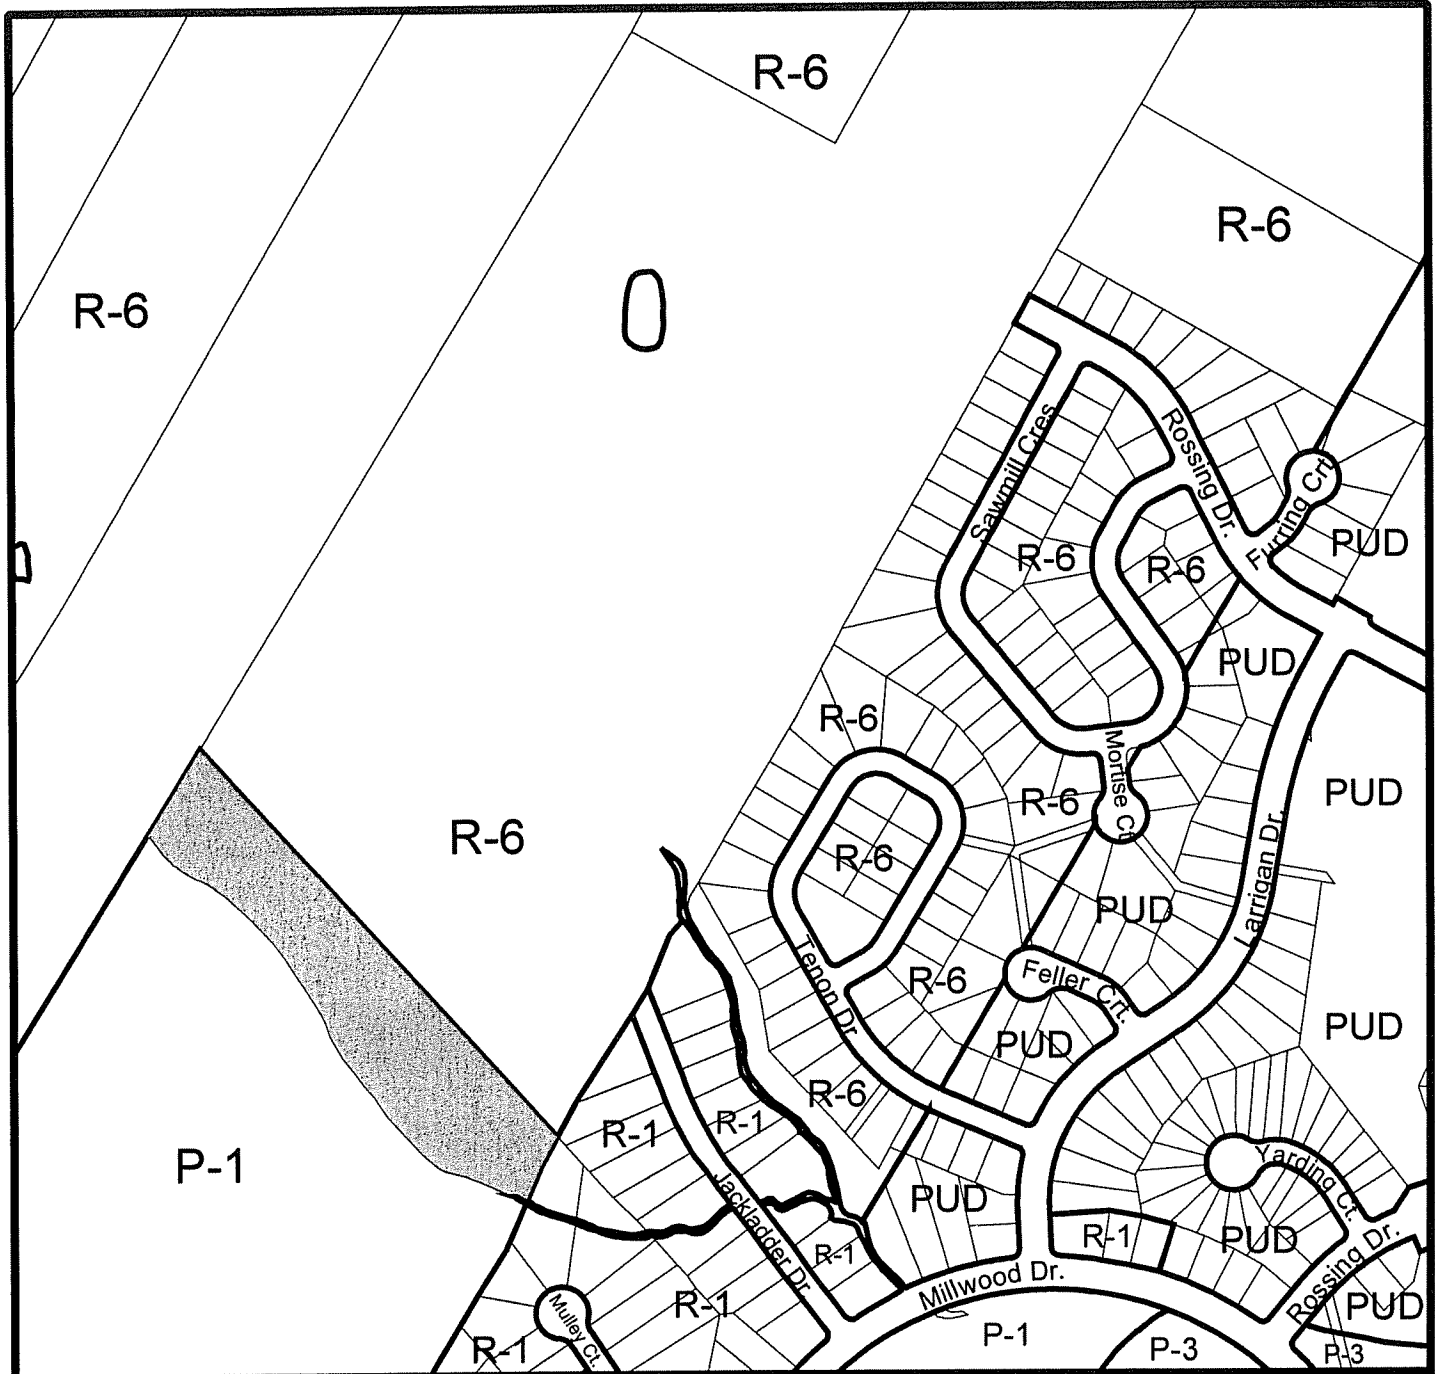 R-6
R-6
R-6
Sawmill Cres
Rossing Dr.
Furring Crt
PUD
R-6
R-6
PUD
R-6
Mortise Ct
R-6
PUD
R-6
R-6
Larrigan Dr.
PUD
Tenon Dr
R-6
Feller Crt.
PUD
PUD
R-6
R-1
R-1
P-1
Yarding Ct.
Jackladder Dr.
PUD
R-1
PUD
R-1
Rossing Dr.
Millwood Dr.
Mulley Ct.
R-1
PUD
P-1
R-1
P-3
P-3